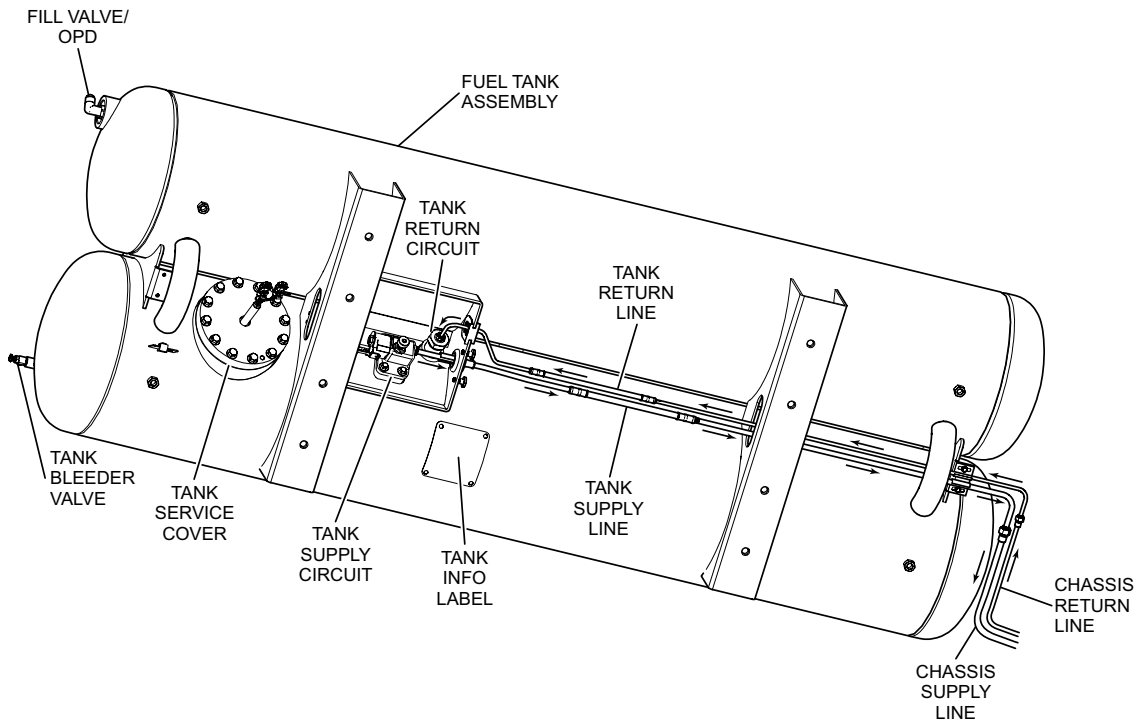 FILL VALVE/
OPD
FUEL TANK
ASSEMBLY
TANK
RETURN
CIRCUIT
TANK
RETURN
LINE
TANK
BLEEDER
VALVE
TANK
SERVICE
COVER
TANK
SUPPLY
CIRCUIT
TANK
INFO
LABEL
TANK
SUPPLY
LINE
CHASSIS
RETURN
LINE
CHASSIS
SUPPLY
LINE